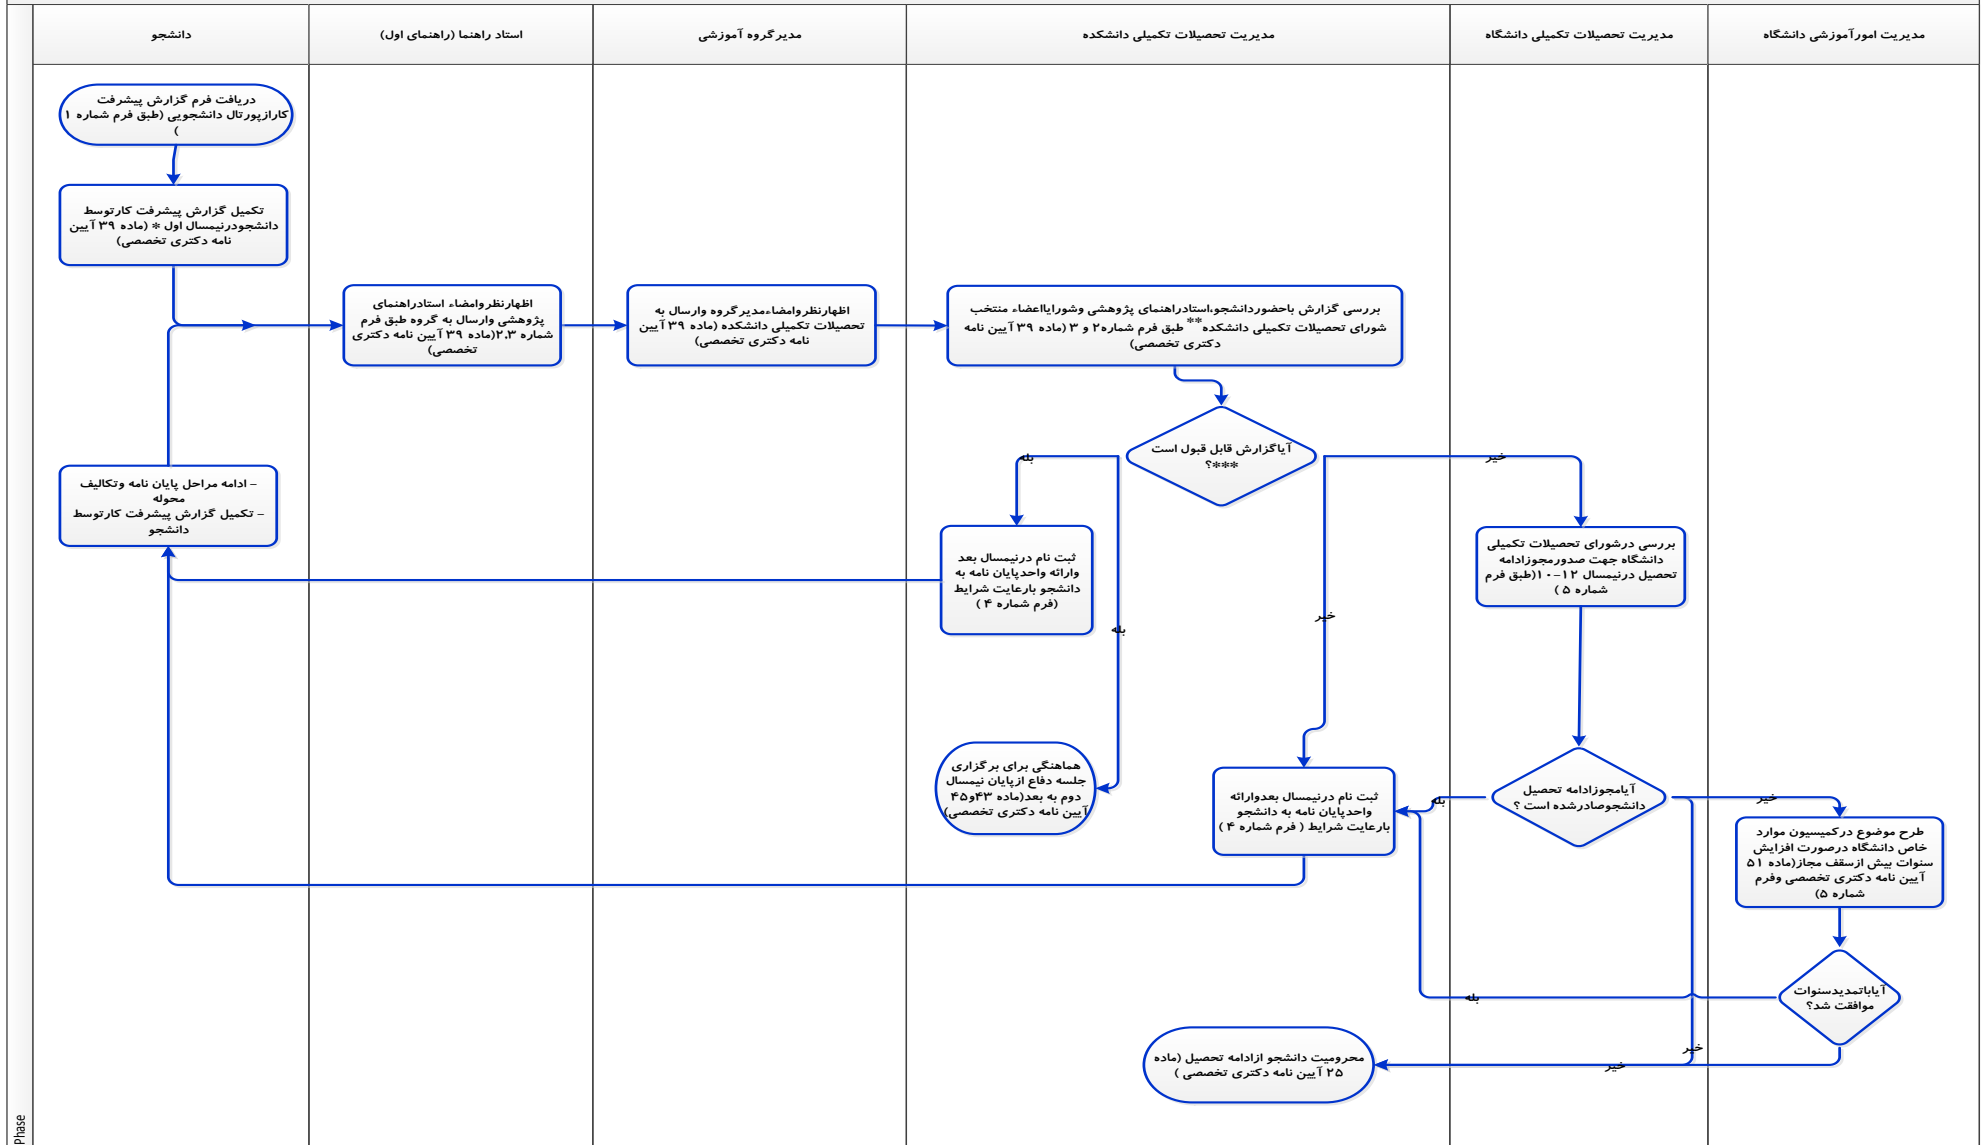 دانشجو
استاد راهنما (راهنمای اول)
مدیرگروه آموزشی
مدیریت تحصیلات تکمیلی دانشکده
مدیریت تحصیلات تکمیلی دانشگاه
مدیریت امورآموزشی دانشگاه
دریافت فرم گزارش پیشرفت
کارازپورتال دانشجویی (طبق فرم شماره ۱
)
تکمیل گزارش پیشرفت کارتوسط
دانشجودرنیمسال اول * (ماده ۳۹ آیین
نامه دکتری تخصصی)
اظهارنظروامضاء استادراهنمای
پژوهشی وارسال به گروه طبق فرم
شماره ۲،۳(ماده ۳۹ آیین نامه دکتری
تخصصی)
اظهارنظروامضاءمدیرگروه وارسال به
تحصیلات تکمیلی دانشکده (ماده ۳۹ آیین
نامه دکتری تخصصی)
بررسی گزارش باحضوردانشجو،استادراهنمای پژوهشی وشورایااعضاء منتخب
شورای تحصیلات تکمیلی دانشکده** طبق فرم شماره۲ و ۳ (ماده ۳۹ آیین نامه
دکتری تخصصی)
آیاگزارش قابل قبول است
***؟
بله
خیر
– ادامه مراحل پایان نامه وتکالیف
محوله
– تکمیل گزارش پیشرفت کارتوسط
دانشجو
ثبت نام درنیمسال بعد
وارائه واحدپایان نامه به
دانشجو بارعایت شرایط
(فرم شماره ۴ )
بررسی درشورای تحصیلات تکمیلی
دانشگاه جهت صدورمجوزادامه
تحصیل درنیمسال ۱۲–۱۰(طبق فرم
شماره ۵ )
بله
خیر
هماهنگی برای برگزاری
جلسه دفاع ازپایان نیمسال
دوم به بعد(ماده ۴۳و۴۵
آیین نامه دکتری تخصصی)
ثبت نام درنیمسال بعدوارائه
واحدپایان نامه به دانشجو
بارعایت شرایط ( فرم شماره ۴ )
بله
آیامجوزادامه تحصیل
دانشجوصادرشده است ؟
خیر
طرح موضوع درکمیسیون موارد
خاص دانشگاه درصورت افزایش
سنوات بیش ازسقف مجاز(ماده ۵۱
آیین نامه دکتری تخصصی وفرم
شماره ۵)
آیاباتمدیدسنوات
موافقت شد؟
بله
خیر
خیر
محرومیت دانشجو ازادامه تحصیل (ماده
۲۵ آیین نامه دکتری تخصصی )
Phase